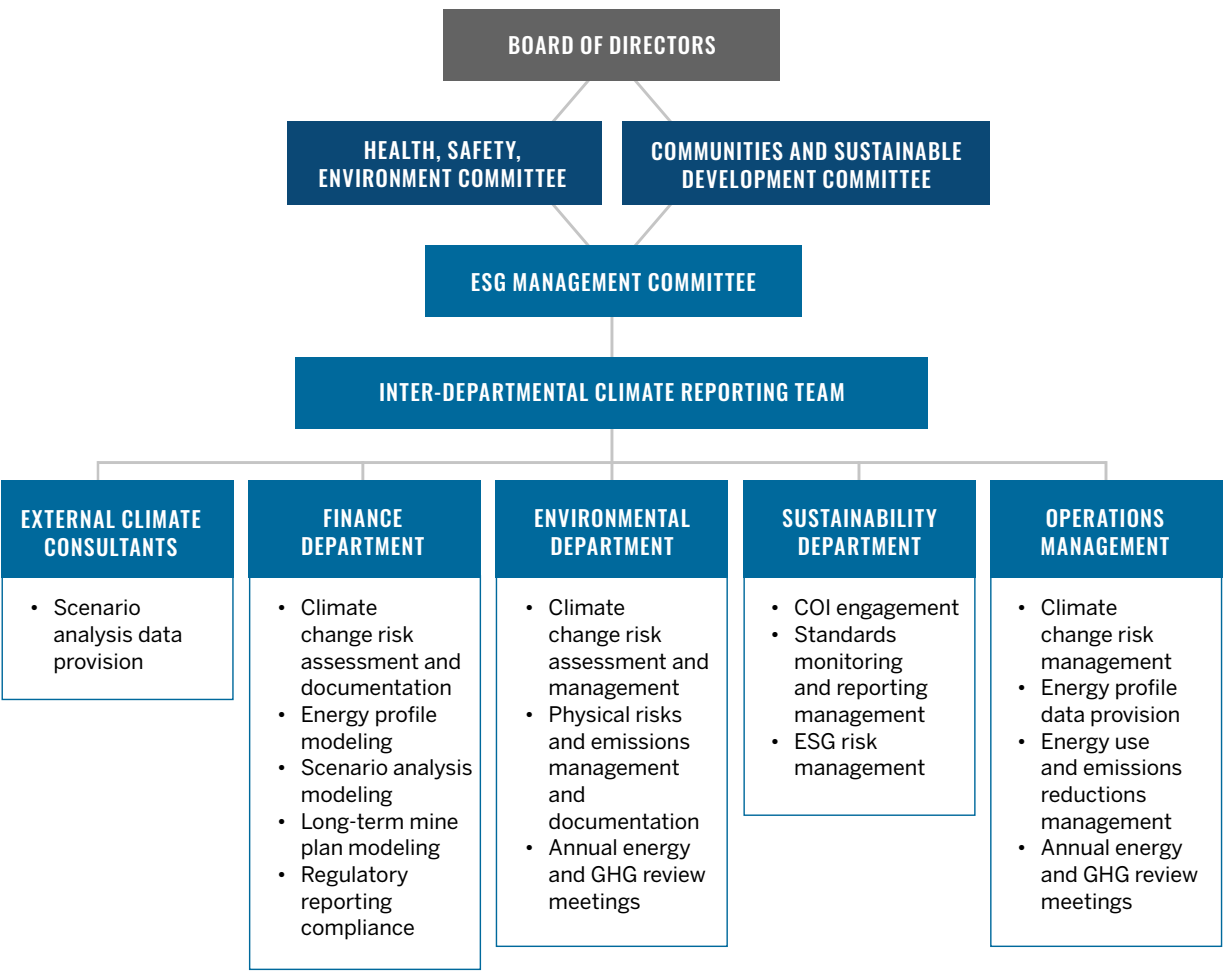 BOARD OF DIRECTORS
HEALTH, SAFETY,
ENVIRONMENT COMMITTEE
COMMUNITIES AND SUSTAINABLE
DEVELOPMENT COMMITTEE
ESG MANAGEMENT COMMITTEE
INTER-DEPARTMENTAL CLIMATE REPORTING TEAM
EXTERNAL CLIMATE
CONSULTANTS
• Scenario
analysis data
provision
FINANCE
DEPARTMENT
• Climate
change risk
assessment and
documentation
• Energy profile
modeling
• Scenario analysis
modeling
• Long-term mine
plan modeling
• Regulatory
reporting
compliance
ENVIRONMENTAL
DEPARTMENT
• Climate
change risk
assessment and
management
• Physical risks
and emissions
management
and
documentation
• Annual energy
and GHG review
meetings
SUSTAINABILITY
DEPARTMENT
• COI engagement
• Standards
monitoring
and reporting
management
• ESG risk
management
OPERATIONS
MANAGEMENT
• Climate
change risk
management
• Energy profile
data provision
• Energy use
and emissions
reductions
management
• Annual energy
and GHG review
meetings